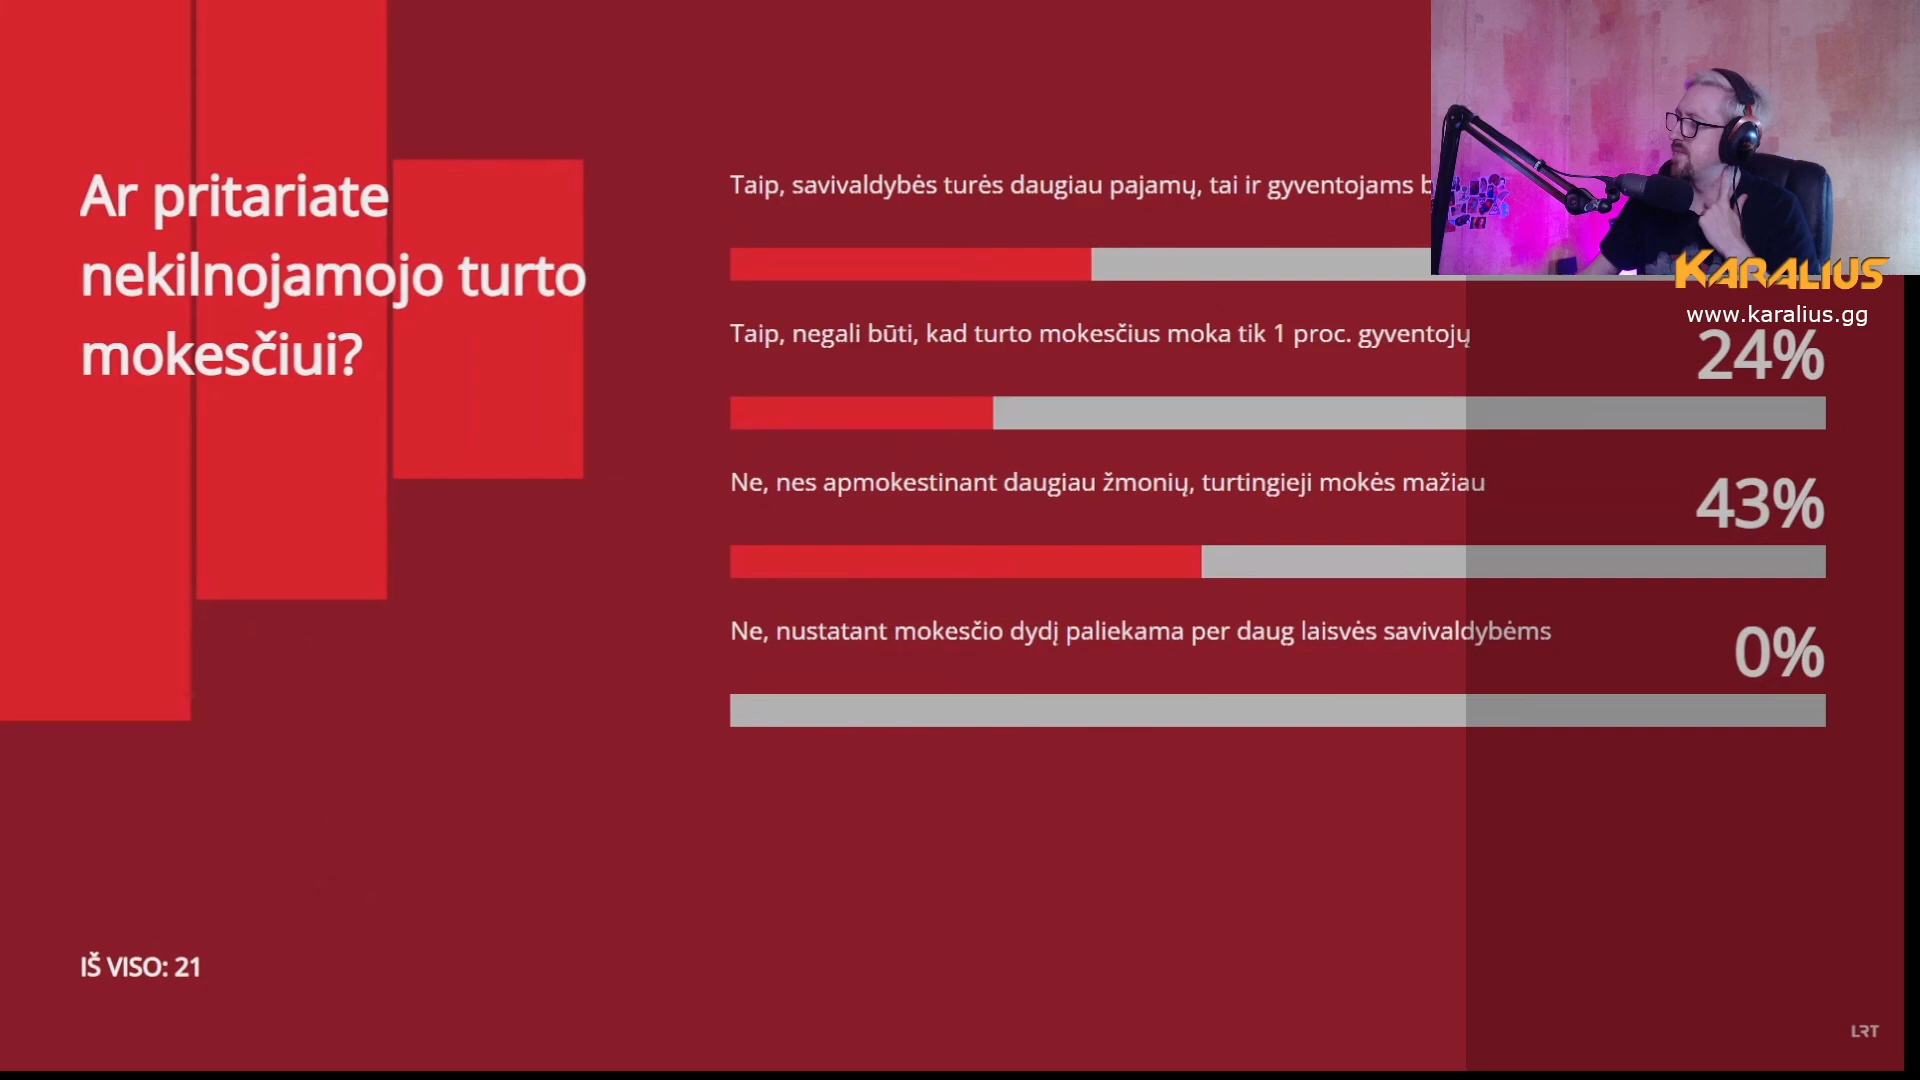 Ar pritariate
nekilnojamojo turto
mokesčiui?
Taip, savivaldybės turės daugiau pajamų, tai ir gyventojams
Taip, negali būti, kad turto mokesčius moka tik 1 proc. gyventojų
24%
Ne, nes apmokestinant daugiau žmonių, turtingieji mokės mažiau
43%
Ne, nustatant mokesčio dydį paliekama per daug laisvės savivaldybėms
0%
IŠ VISO: 21
KARALIUS
www.karalius.gg
LRT